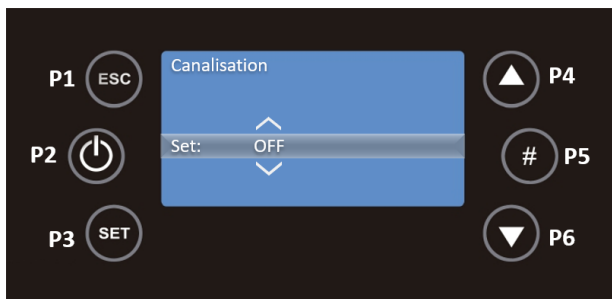 P1 ESC
Canalisation
P4
P2
Set: OFF
# P5
P3 SET
P6